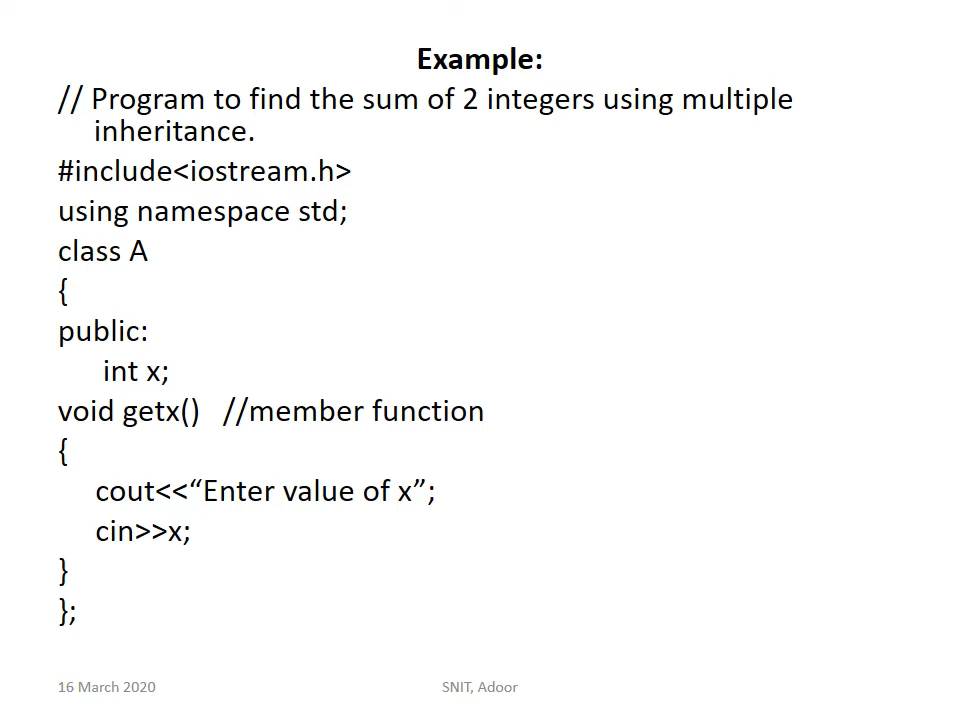 Example:
// Program to find the sum of 2 integers using multiple
inheritance.
#include<iostream.h>
using namespace std;
class A
{
public:
int x;
void getx() //member function
{
cout<<“Enter value of x”;
cin>>x;
}
};
16 March 2020
SNIT, Adoor